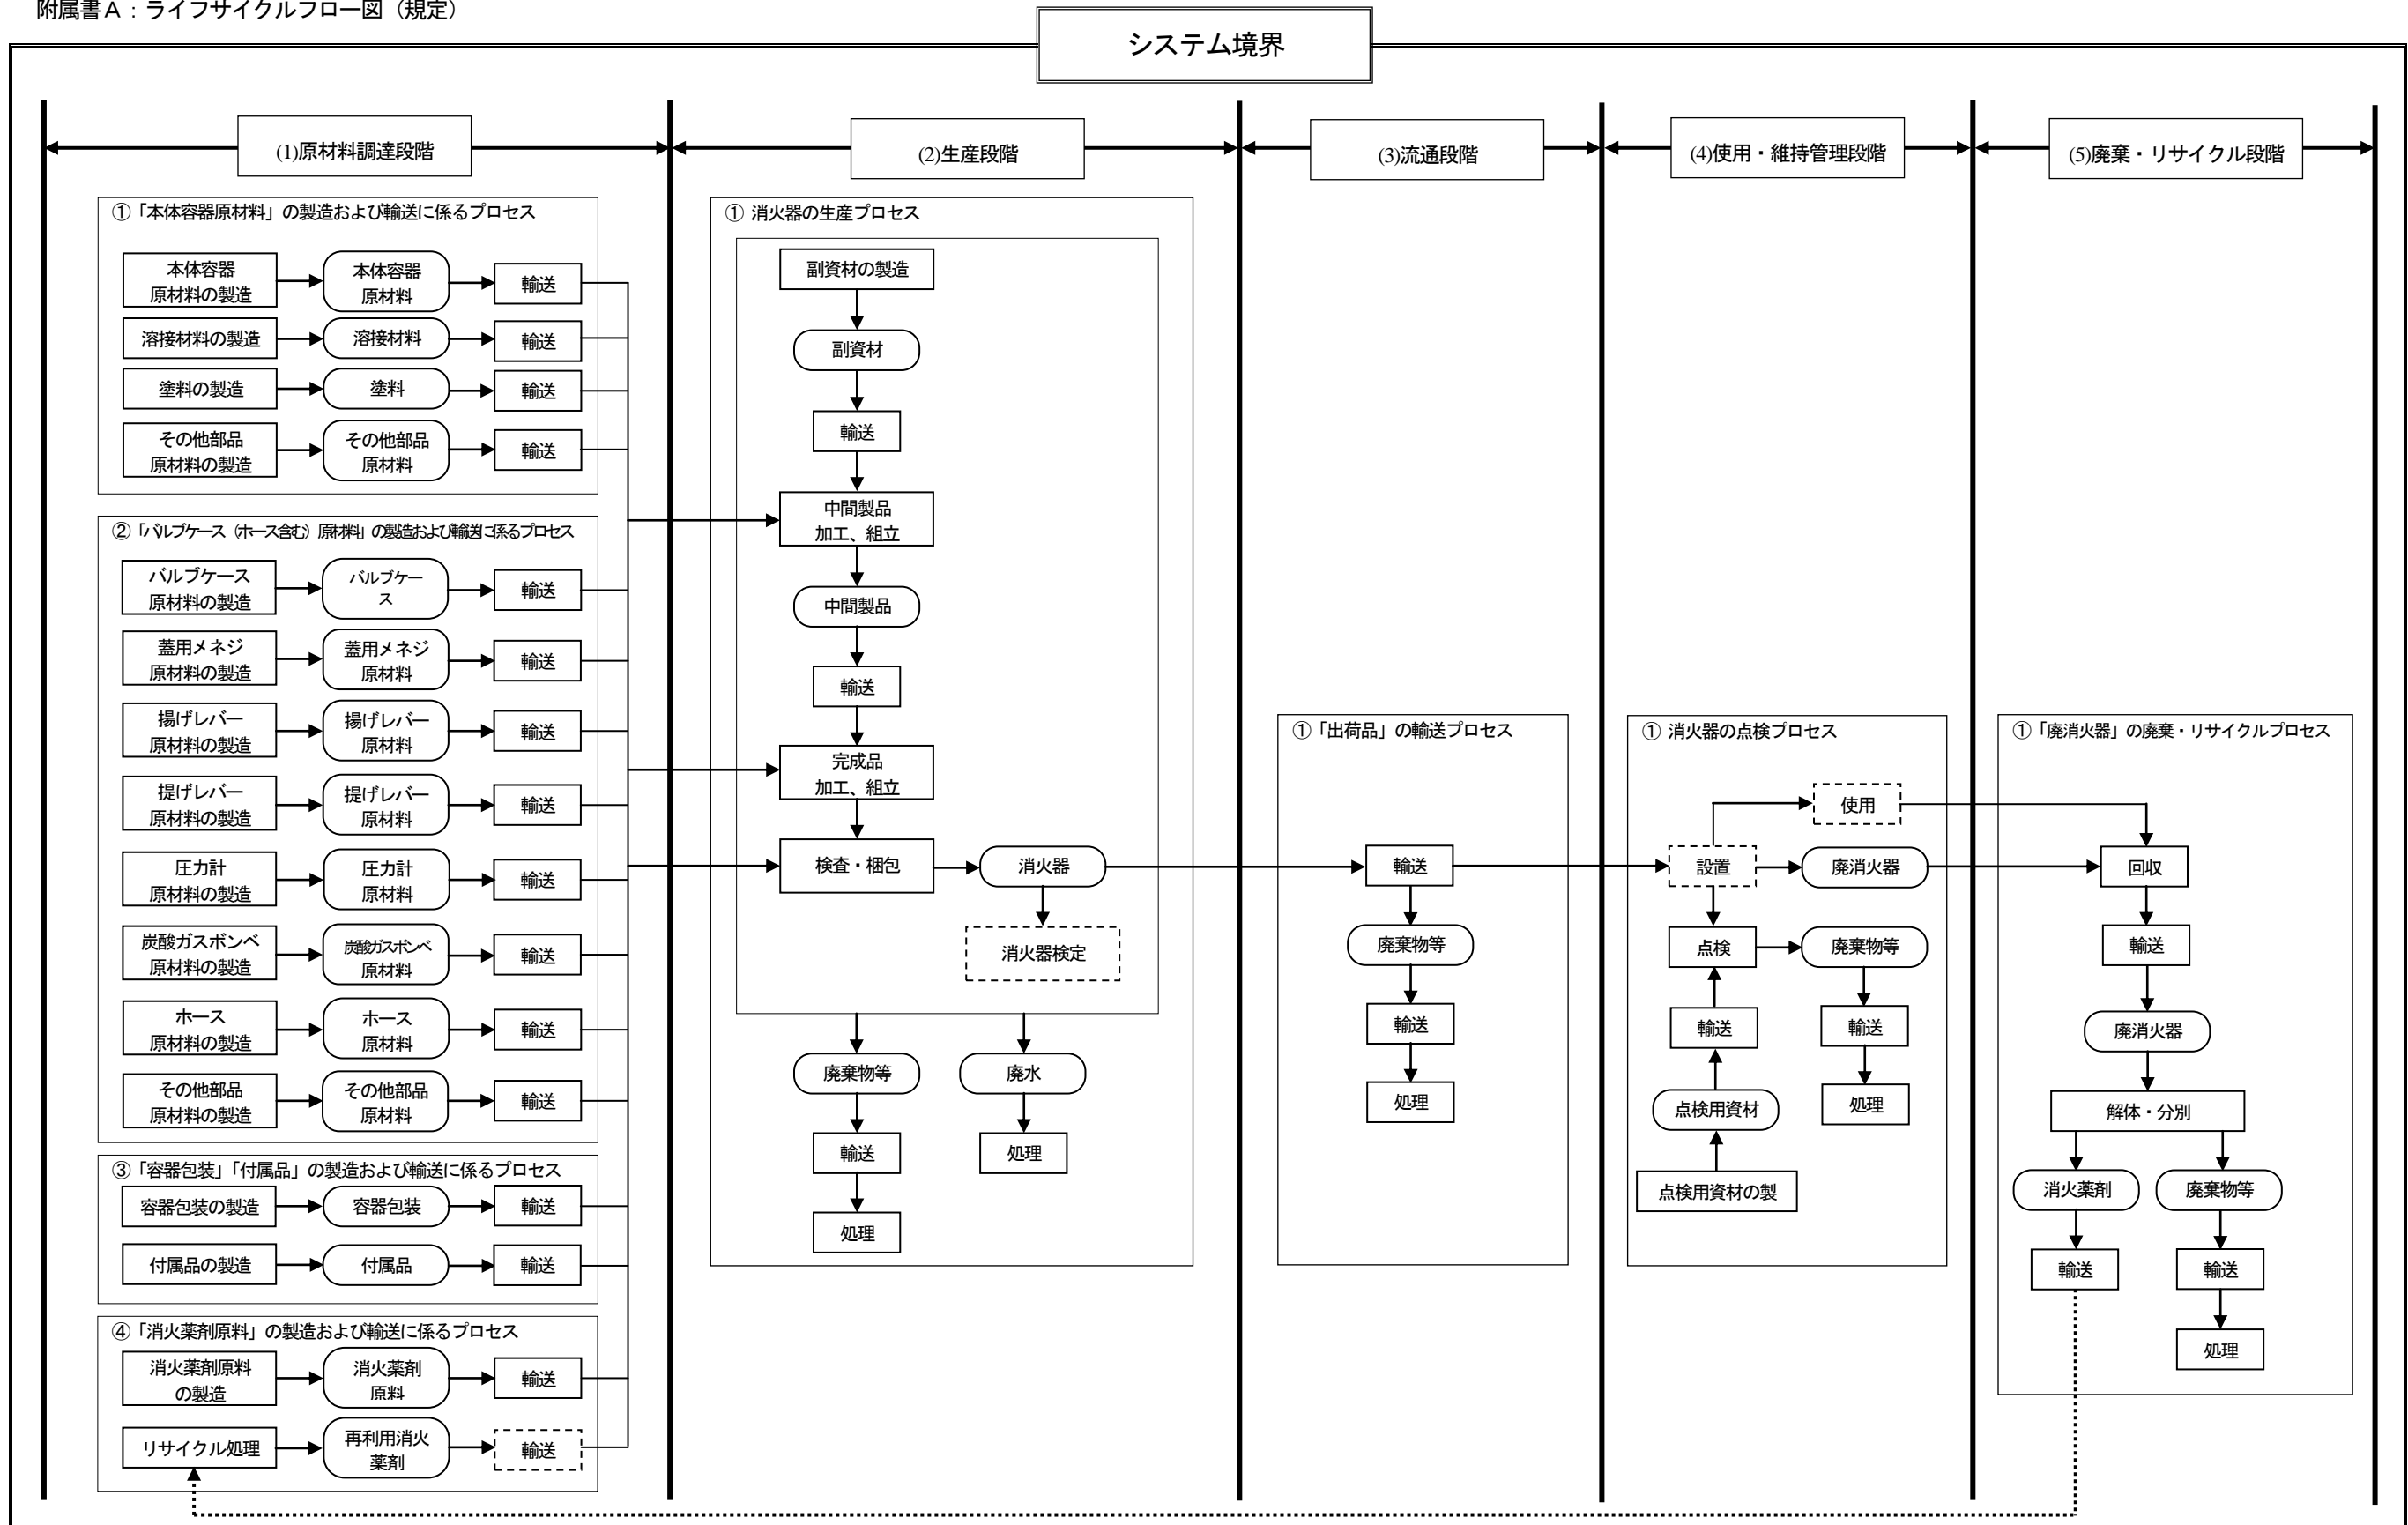 附属書A：ライフサイクルフロー図（規定）
システム境界
(1)原材料調達段階
(2)生産段階
(3)流通段階
(4)使用・維持管理段階
(5)廃棄・リサイクル段階
①「本体容器原材料」の製造および輸送に係るプロセス
本体容器
原材料の製造
本体容器
原材料
輸送
溶接材料の製造
溶接材料
輸送
塗料の製造
塗料
輸送
その他部品
原材料の製造
その他部品
原材料
輸送
②「バルブケース（ホース含む）原材料」の製造および輸送に係るプロセス
バルブケース
原材料の製造
バルブケー
ス
輸送
蓋用メネジ
原材料の製造
蓋用メネジ
原材料
輸送
揚げレバー
原材料の製造
揚げレバー
原材料
輸送
提げレバー
原材料の製造
提げレバー
原材料
輸送
圧力計
原材料の製造
圧力計
原材料
輸送
炭酸ガスボンベ
原材料の製造
炭酸ガスボンベ
原材料
輸送
ホース
原材料の製造
ホース
原材料
輸送
その他部品
原材料の製造
その他部品
原材料
輸送
③「容器包装」「付属品」の製造および輸送に係るプロセス
容器包装の製造
容器包装
輸送
付属品の製造
付属品
輸送
④「消火薬剤原料」の製造および輸送に係るプロセス
消火薬剤原料
の製造
消火薬剤
原料
輸送
リサイクル処理
再利用消火
薬剤
輸送
① 消火器の生産プロセス
副資材の製造
副資材
輸送
中間製品
加工、組立
中間製品
輸送
完成品
加工、組立
検査・梱包
消火器
消火器検定
廃棄物等
輸送
処理
廃水
処理
①「出荷品」の輸送プロセス
輸送
廃棄物等
輸送
処理
① 消火器の点検プロセス
使用
設置
廃消火器
点検
廃棄物等
輸送
輸送
点検用資材
処理
点検用資材の製
①「廃消火器」の廃棄・リサイクルプロセス
回収
輸送
廃消火器
解体・分別
消火薬剤
廃棄物等
輸送
輸送
処理